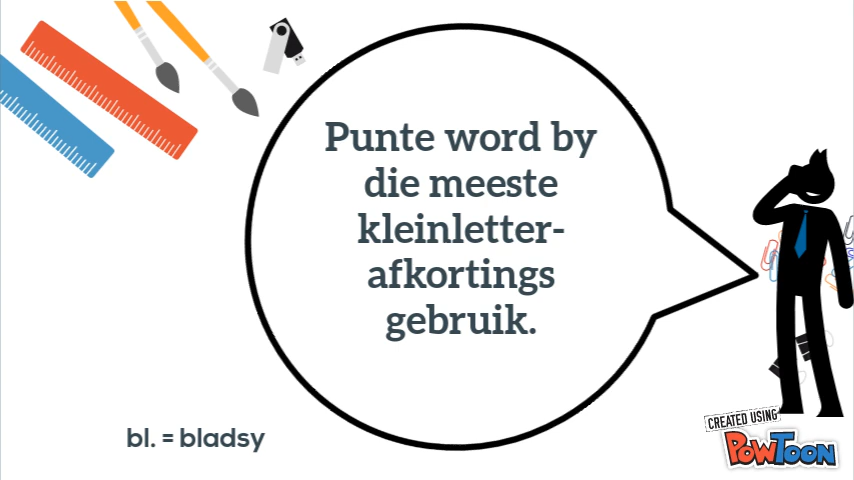 Punte word by
die meeste
kleinletter-
afkortings
gebruik.
bl. = bladsy
CREATED USING
POWTOON